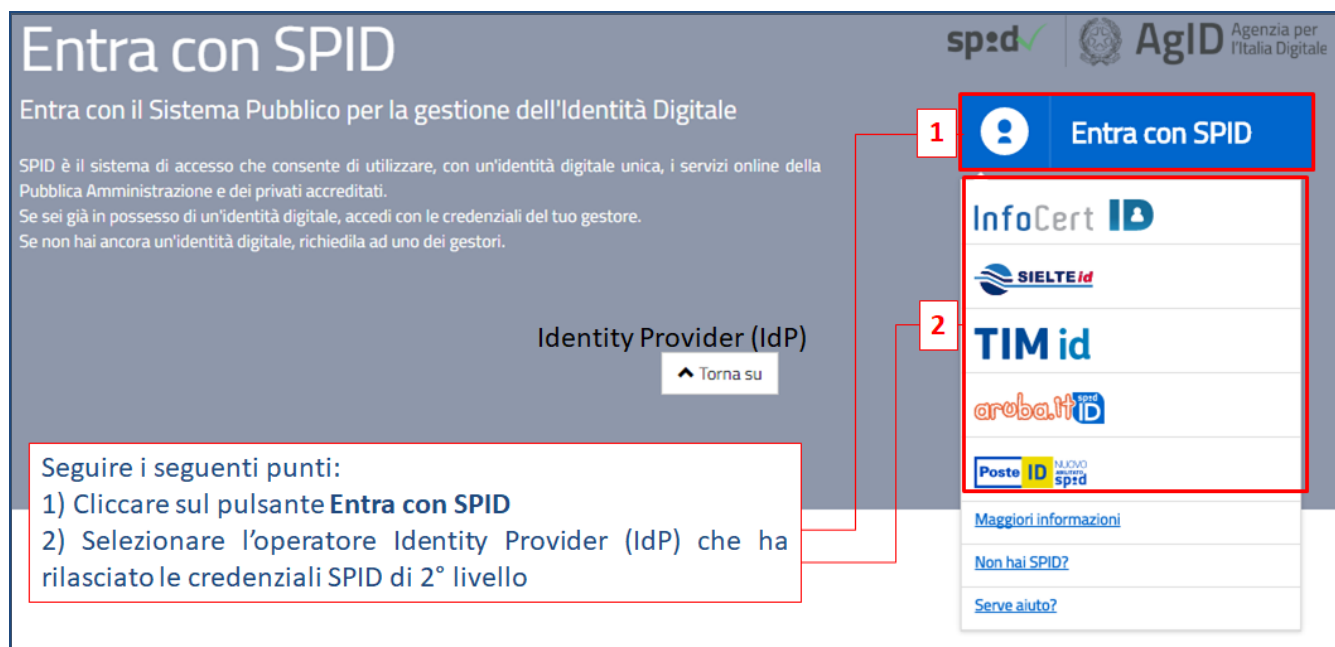 Entra con SPID
Entra con il Sistema Pubblico per la gestione dell'Identità Digitale
SPID è il sistema di accesso che consente di utilizzare, con un'identità digitale unica, i servizi online della
Pubblica Amministrazione e dei privati accreditati.
Se sei già in possesso di un'identità digitale, accedi con le credenziali del tuo gestore.
Se non hai ancora un'identità digitale, richiedila ad uno dei gestori.
Identity Provider (IdP)
Torna su
Seguire i seguenti punti:
1) Cliccare sul pulsante Entra con SPID
2) Selezionare l’operatore Identity Provider (IdP) che ha
rilasciato le credenziali SPID di 2° livello
spid
AgID
Agenzia per
l'Italia Digitale
1
Entra con SPID
2
InfoCert ID
SIELTE id
TIM id
aruba.it spid ID
Poste ID NUOVO
ABILITATO
spid
Maggiori informazioni
Non hai SPID?
Serve aiuto?